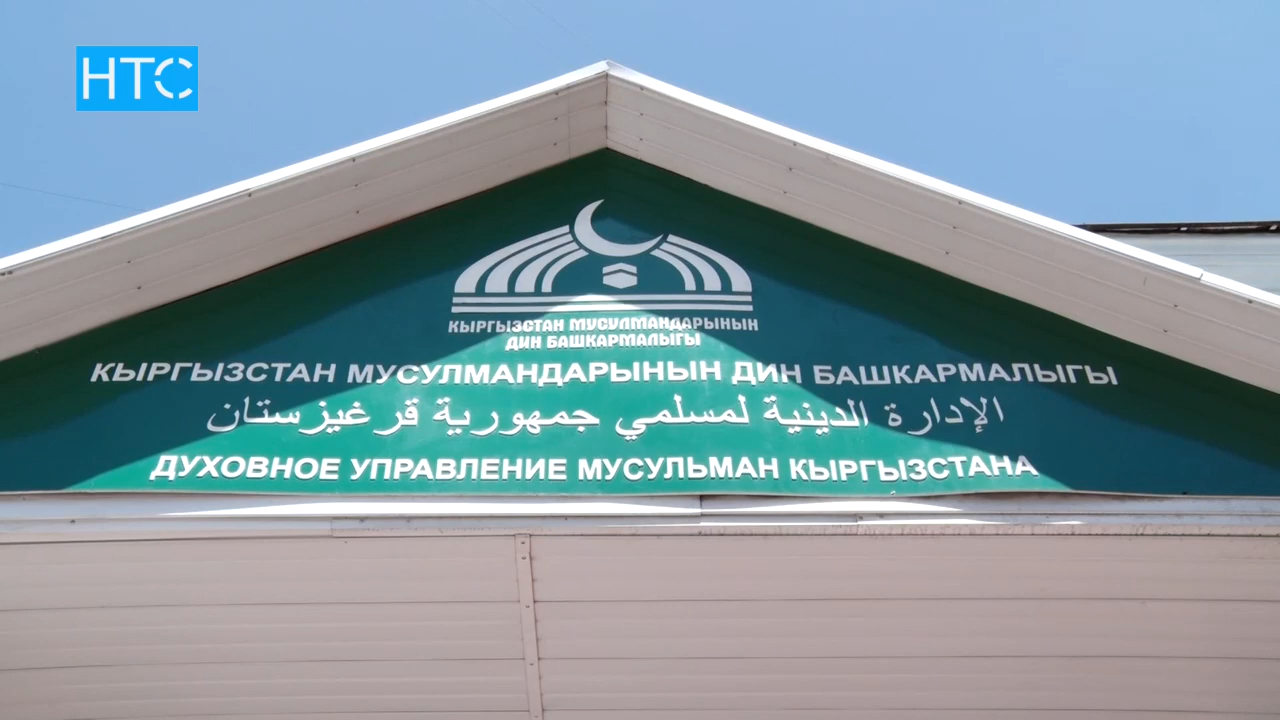 НТС
КЫРГЫЗСТАН МУСУЛМАНДАРЫНЫН
ДИН БАШКАРМАЛЫГЫ
КЫРГЫЗСТАН МУСУЛМАНДАРЫНЫН ДИН БАШКАРМАЛЫГЫ
الإدارة الدينية لمسلمي جمهورية قرغيزستان
ДУХОВНОЕ УПРАВЛЕНИЕ МУСУЛЬМАН КЫРГЫЗСТАНА